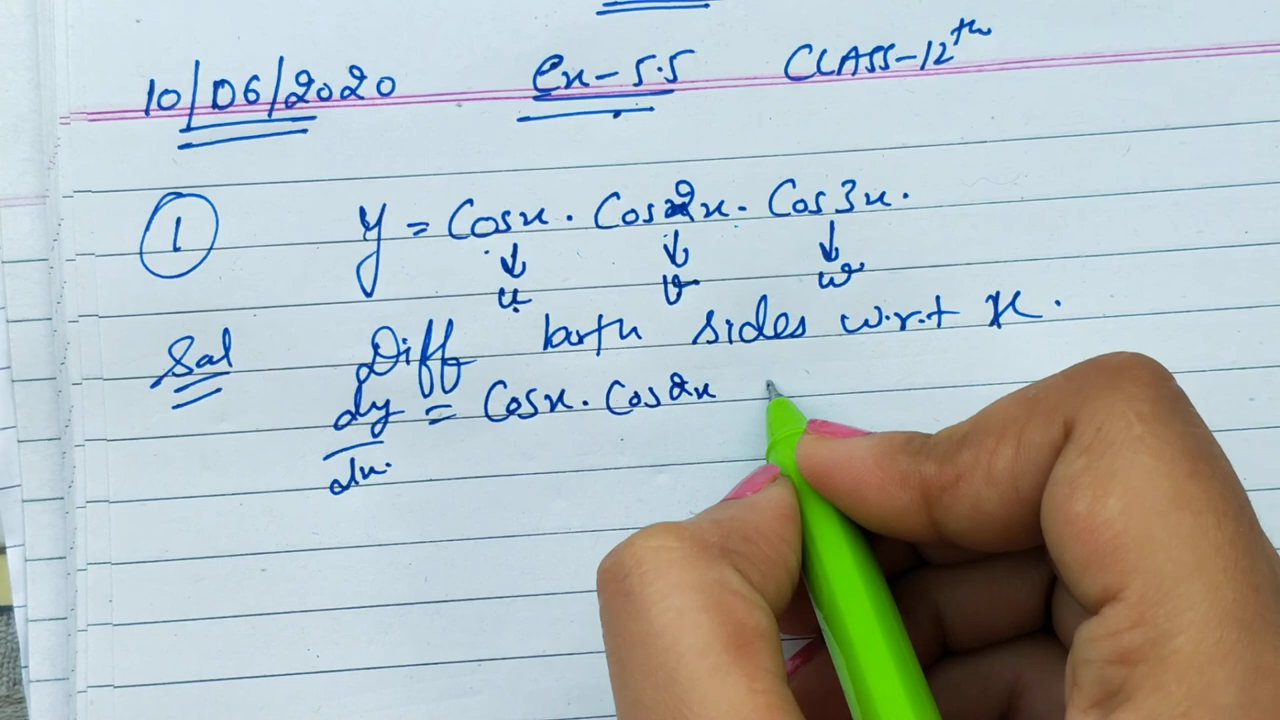 10/06/2020 Ex-5.5 CLASS-12th
1 y = Cosx . Cos2x . Cos3x .
↓ ↓ ↓
u v w
Sol Diff both sides w.r.t x .
dy/dx = Cosx . Cos2x